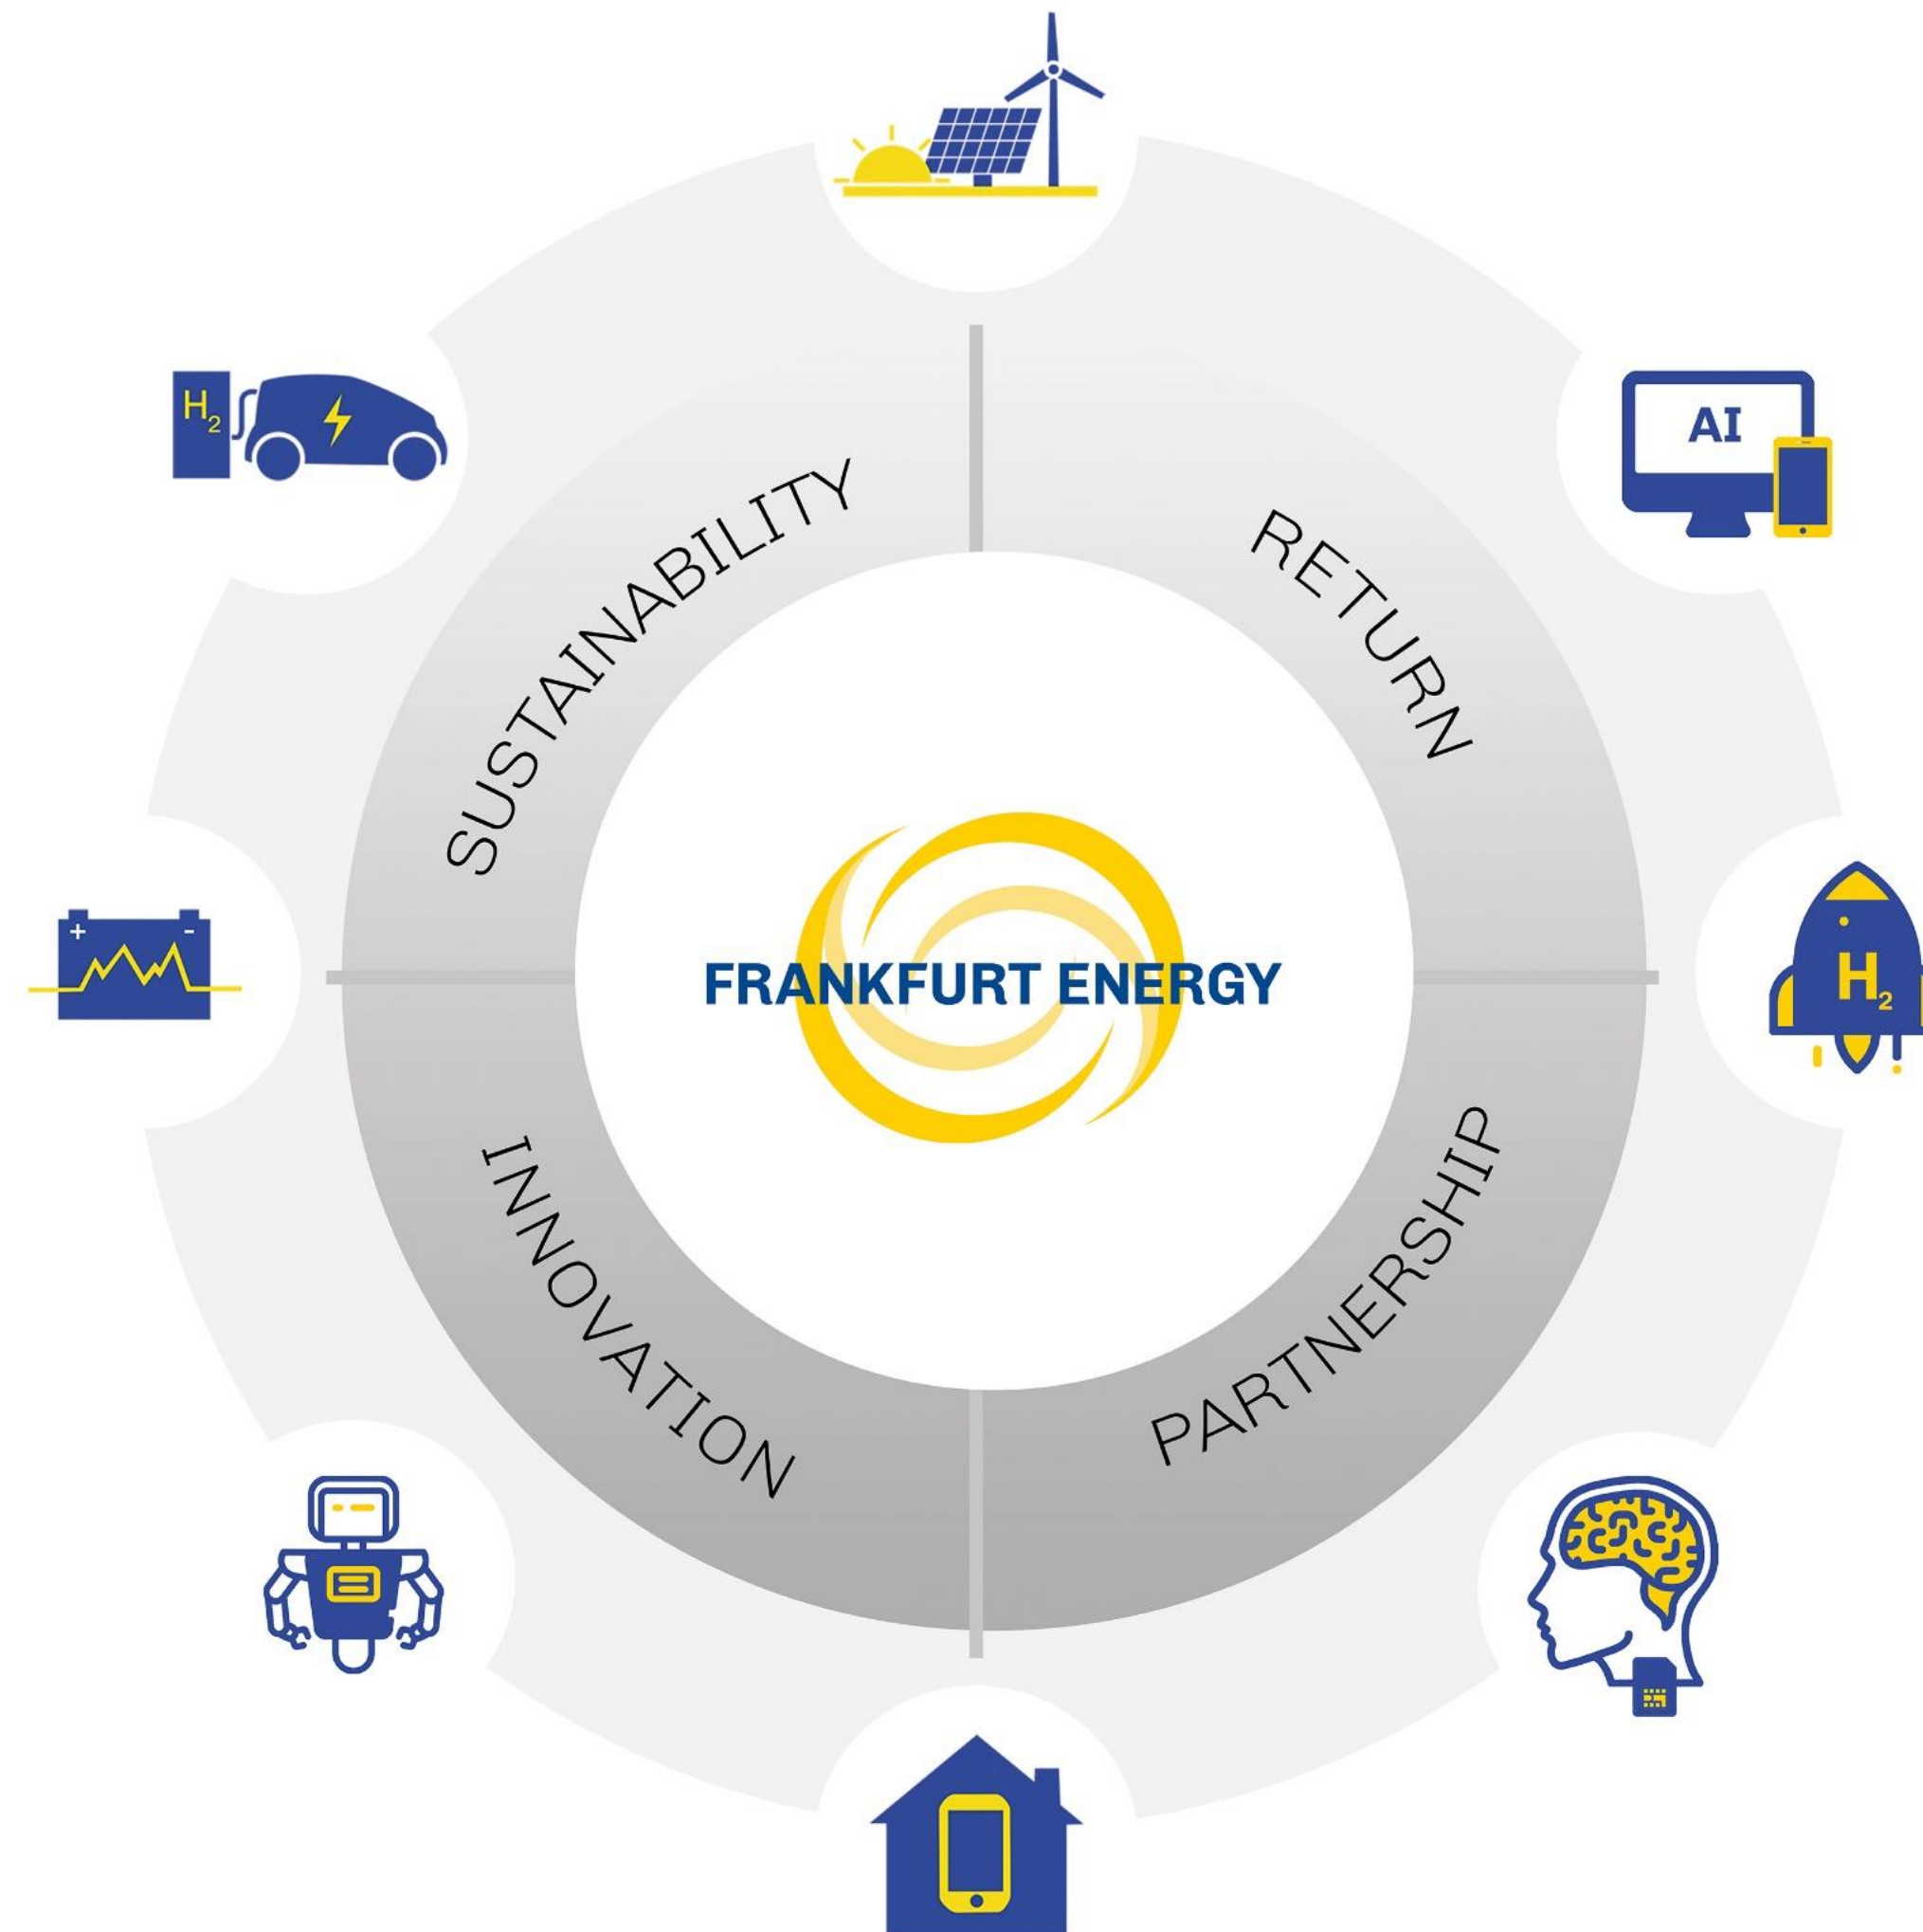 H₂
AI
SUSTAINABILITY
RETURN
+ -
FRANKFURT ENERGY
H₂
INNOVATION
PARTNERSHIP